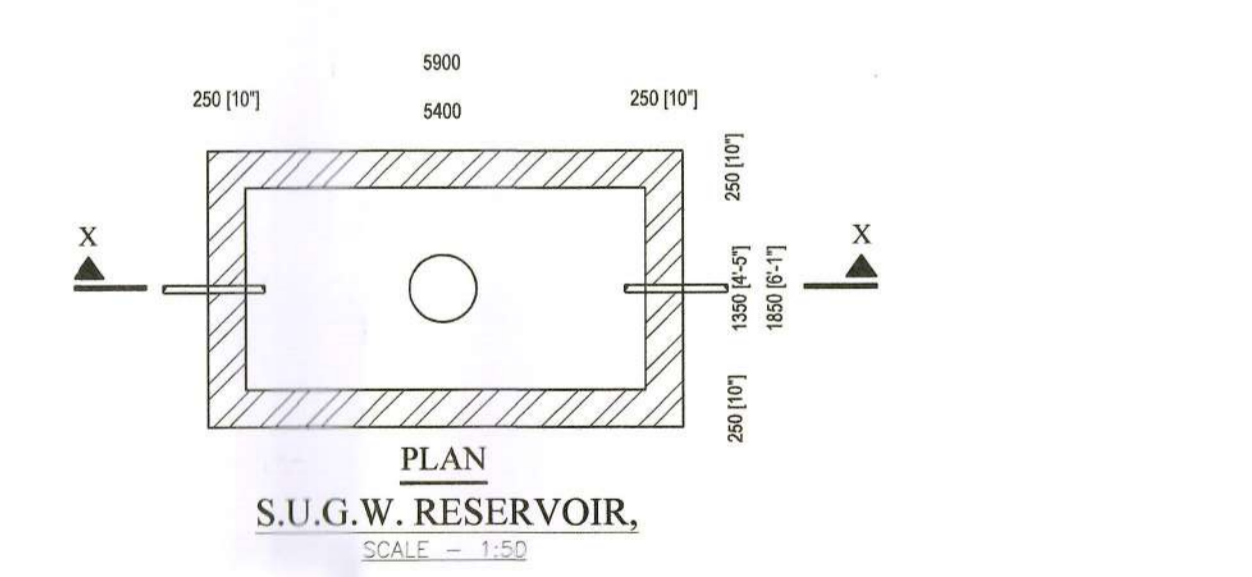 5900
250 [10"]
5400
250 [10"]
250 [10"]
X
X
1350 [4'-5"]
1850 [6'-1"]
250 [10"]
PLAN
S.U.G.W. RESERVOIR,
SCALE – 1:50